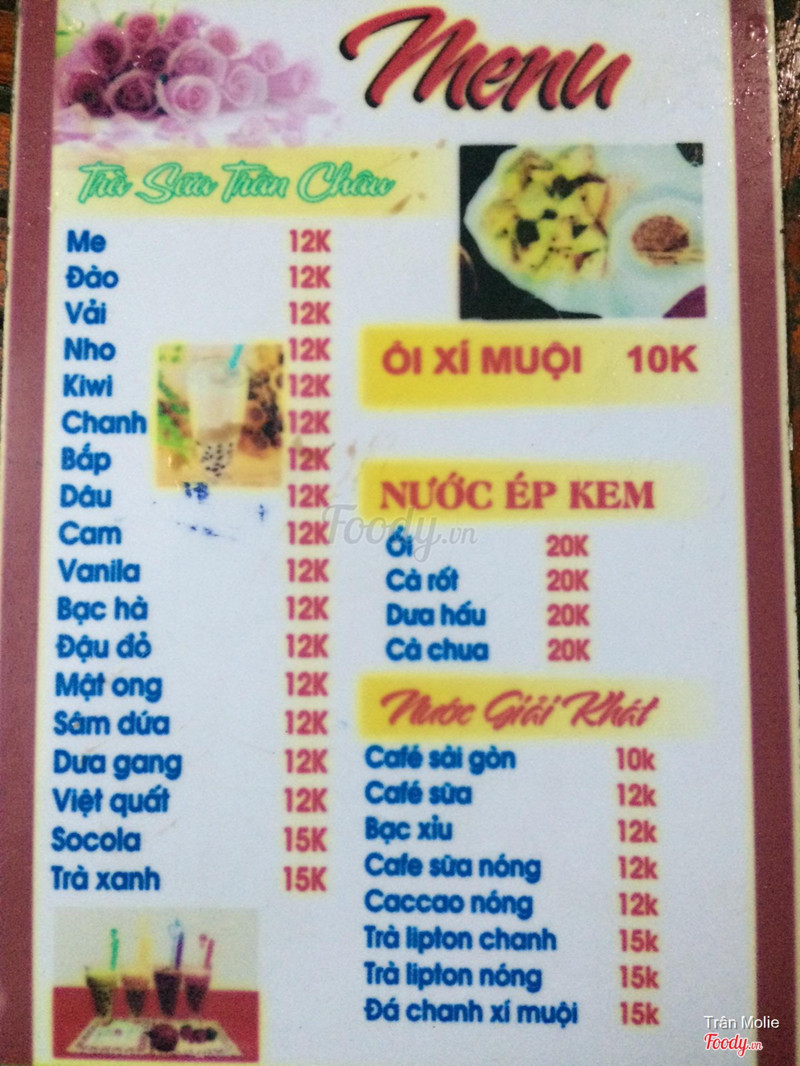 Menu
Trà Sữa Trân Châu
Me 12K
Đào 12K
Vải 12K
Nho 12K
Kiwi 12K
Chanh 12K
Bắp 12K
Dâu 12K
Cam 12K
Vanila 12K
Bạc hà 12K
Đậu đỏ 12K
Mật ong 12K
Sâm dứa 12K
Dưa gang 12K
Việt quất 12K
Socola 15K
Trà xanh 15K
ỔI XÍ MUỘI 10K
NƯỚC ÉP KEM
Ổi 20K
Cà rốt 20K
Dưa hấu 20K
Cà chua 20K
Nước Giải Khát
Café sài gòn 10k
Café sữa 12k
Bạc xỉu 12k
Cafe sữa nóng 12k
Caccao nóng 12k
Trà lipton chanh 15k
Trà lipton nóng 15k
Đá chanh xí muội 15k
Foody.vn
Trân Molie
Foody.vn